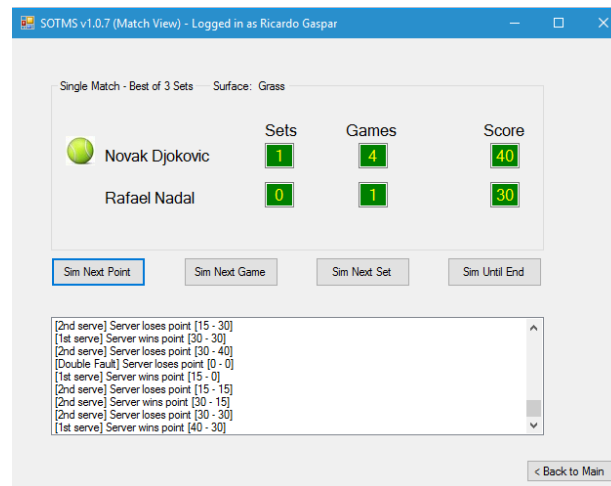 SOTMS v1.0.7 (Match View) - Logged in as Ricardo Gaspar
Single Match - Best of 3 Sets Surface: Grass
Sets Games Score
Novak Djokovic 1 4 40
Rafael Nadal 0 1 30
Sim Next Point Sim Next Game Sim Next Set Sim Until End
[2nd serve] Server loses point [15 - 30]
[1st serve] Server wins point [30 - 30]
[2nd serve] Server loses point [30 - 40]
[Double Fault] Server loses point [0 - 0]
[1st serve] Server wins point [15 - 0]
[2nd serve] Server loses point [15 - 15]
[2nd serve] Server wins point [30 - 15]
[2nd serve] Server loses point [30 - 30]
[1st serve] Server wins point [40 - 30]
< Back to Main